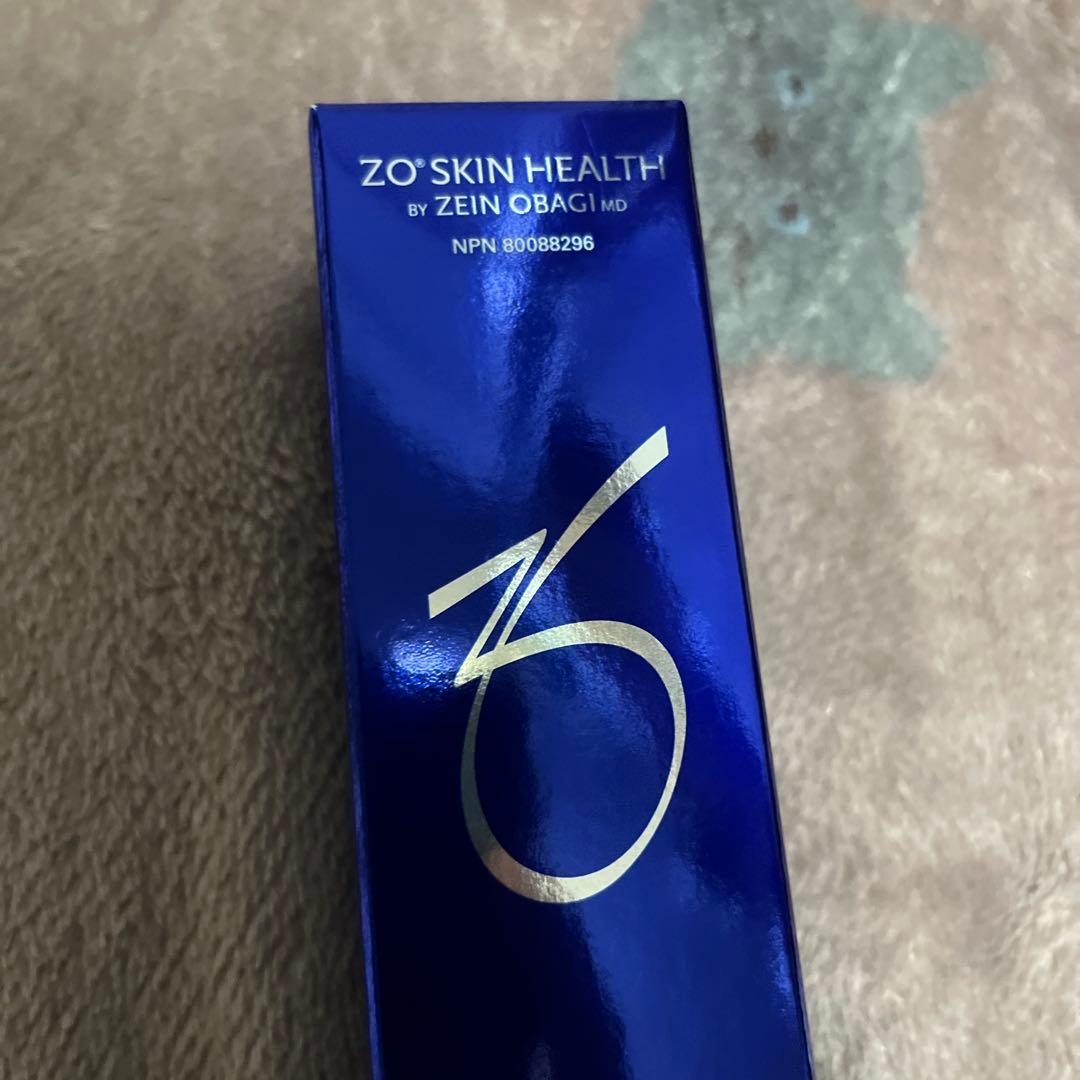 ZO® SKIN HEALTH
BY ZEIN OBAGI MD
NPN 80088296